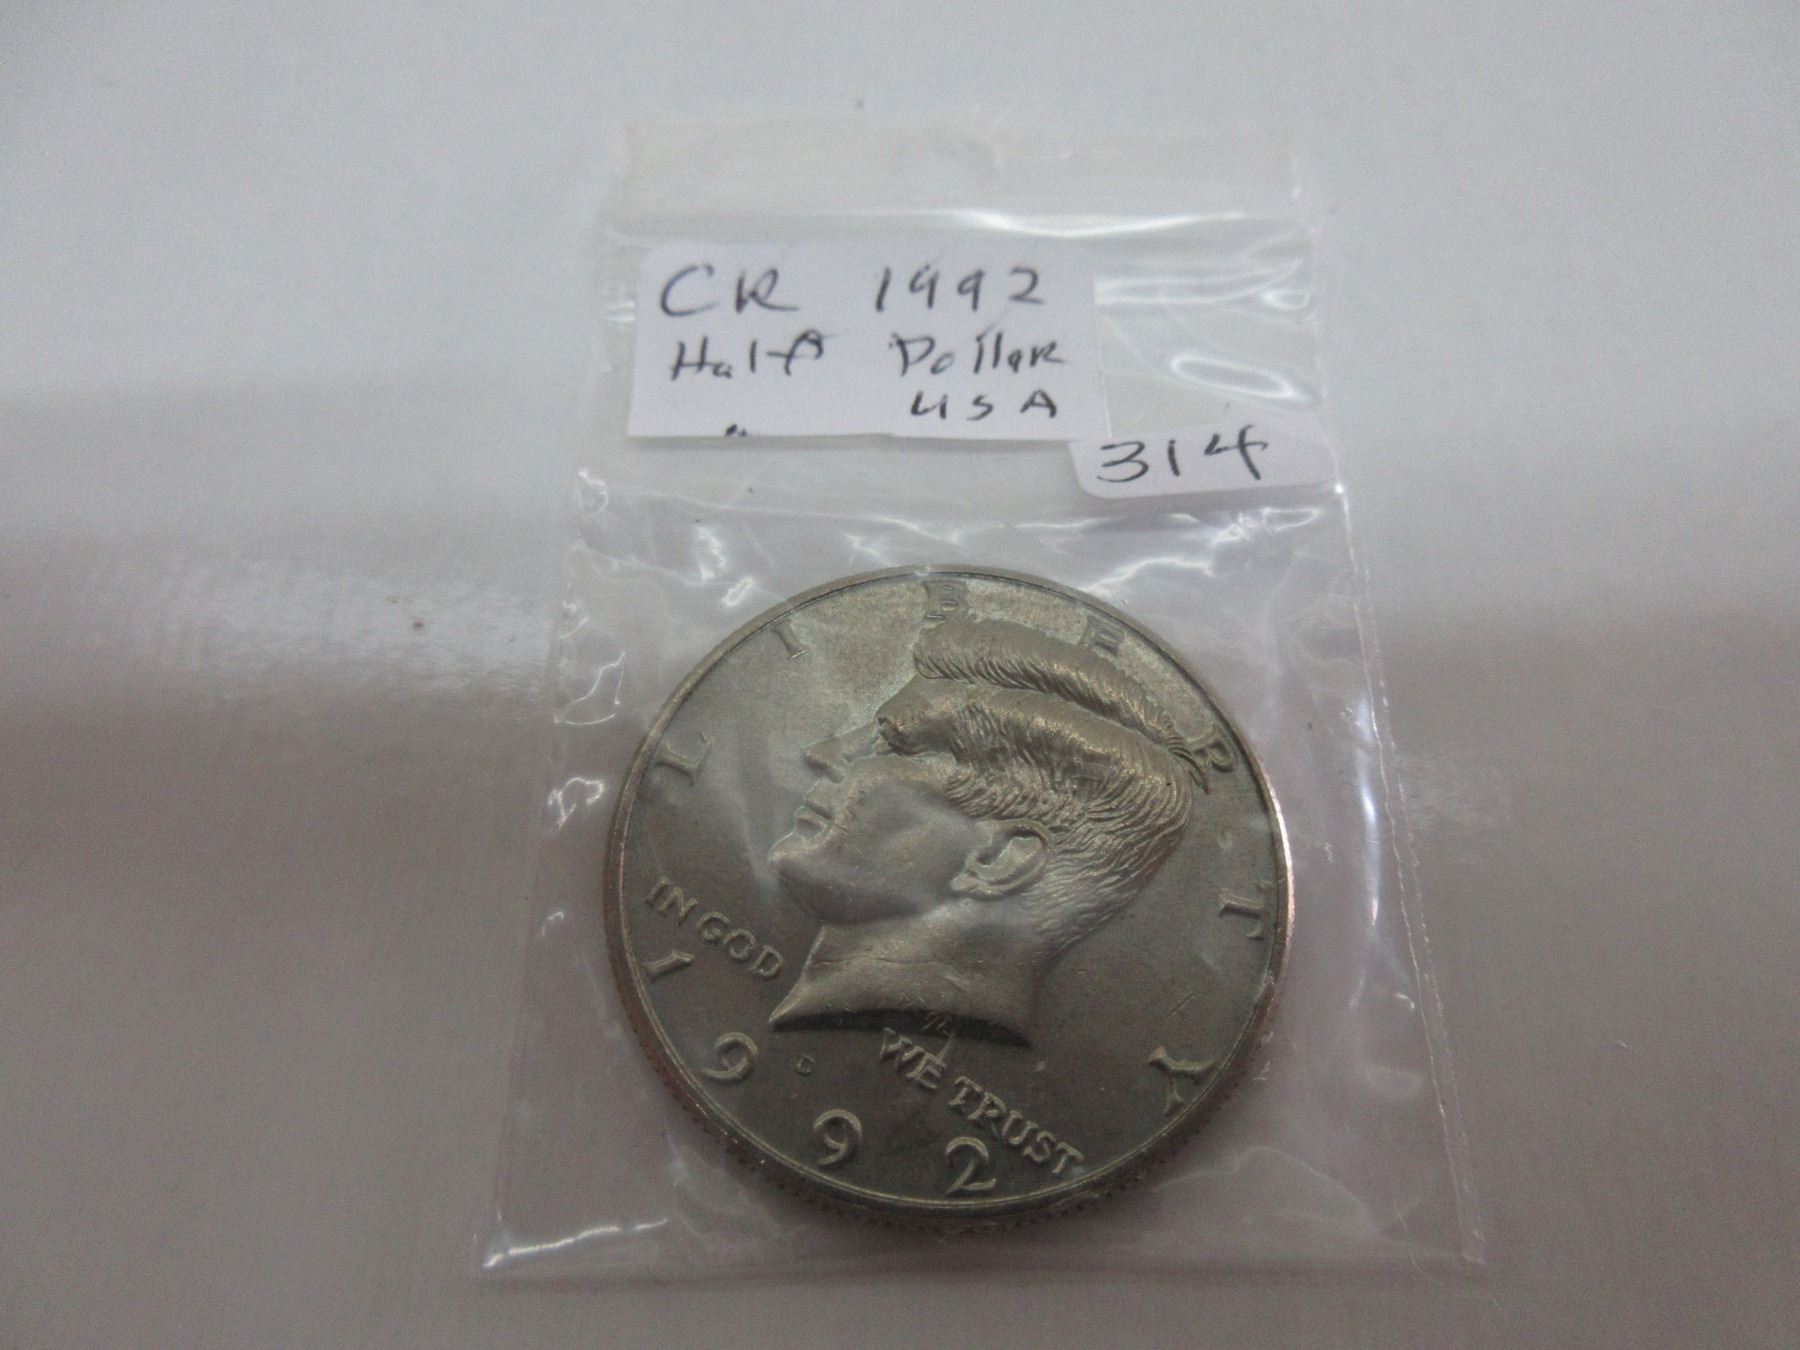 CR 1992
Half Dollar
USA
314
LIBERTY
IN GOD
WE TRUST
D
1992